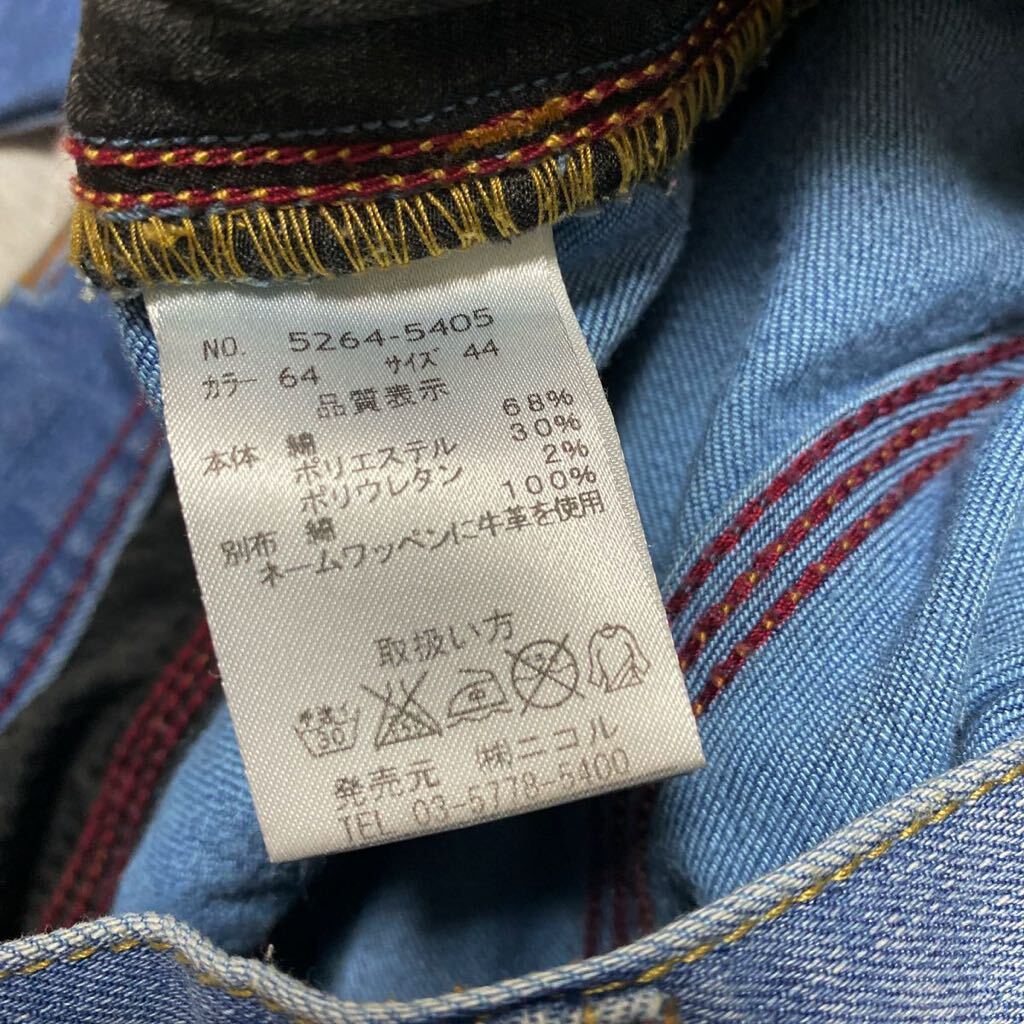 NO. 5264-5405
カラー 64 サイズ 44
品質表示
本体 綿 68%
ポリエステル 30%
ポリウレタン 2%
別布 綿 100%
ネームワッペンに牛革を使用
取扱い方
手洗イ 30
発売元 ㈱ニコル
TEL 03-5778-5400